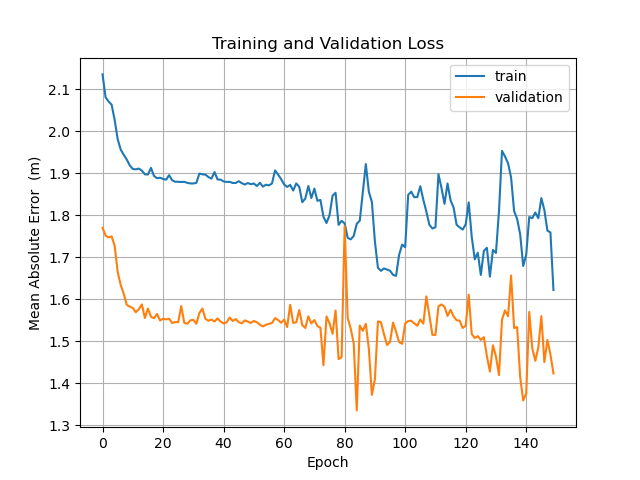 Training and Validation Loss
train
validation
Mean Absolute Error  (m)
2.1
2.0
1.9
1.8
1.7
1.6
1.5
1.4
1.3
0 20 40 60 80 100 120 140
Epoch